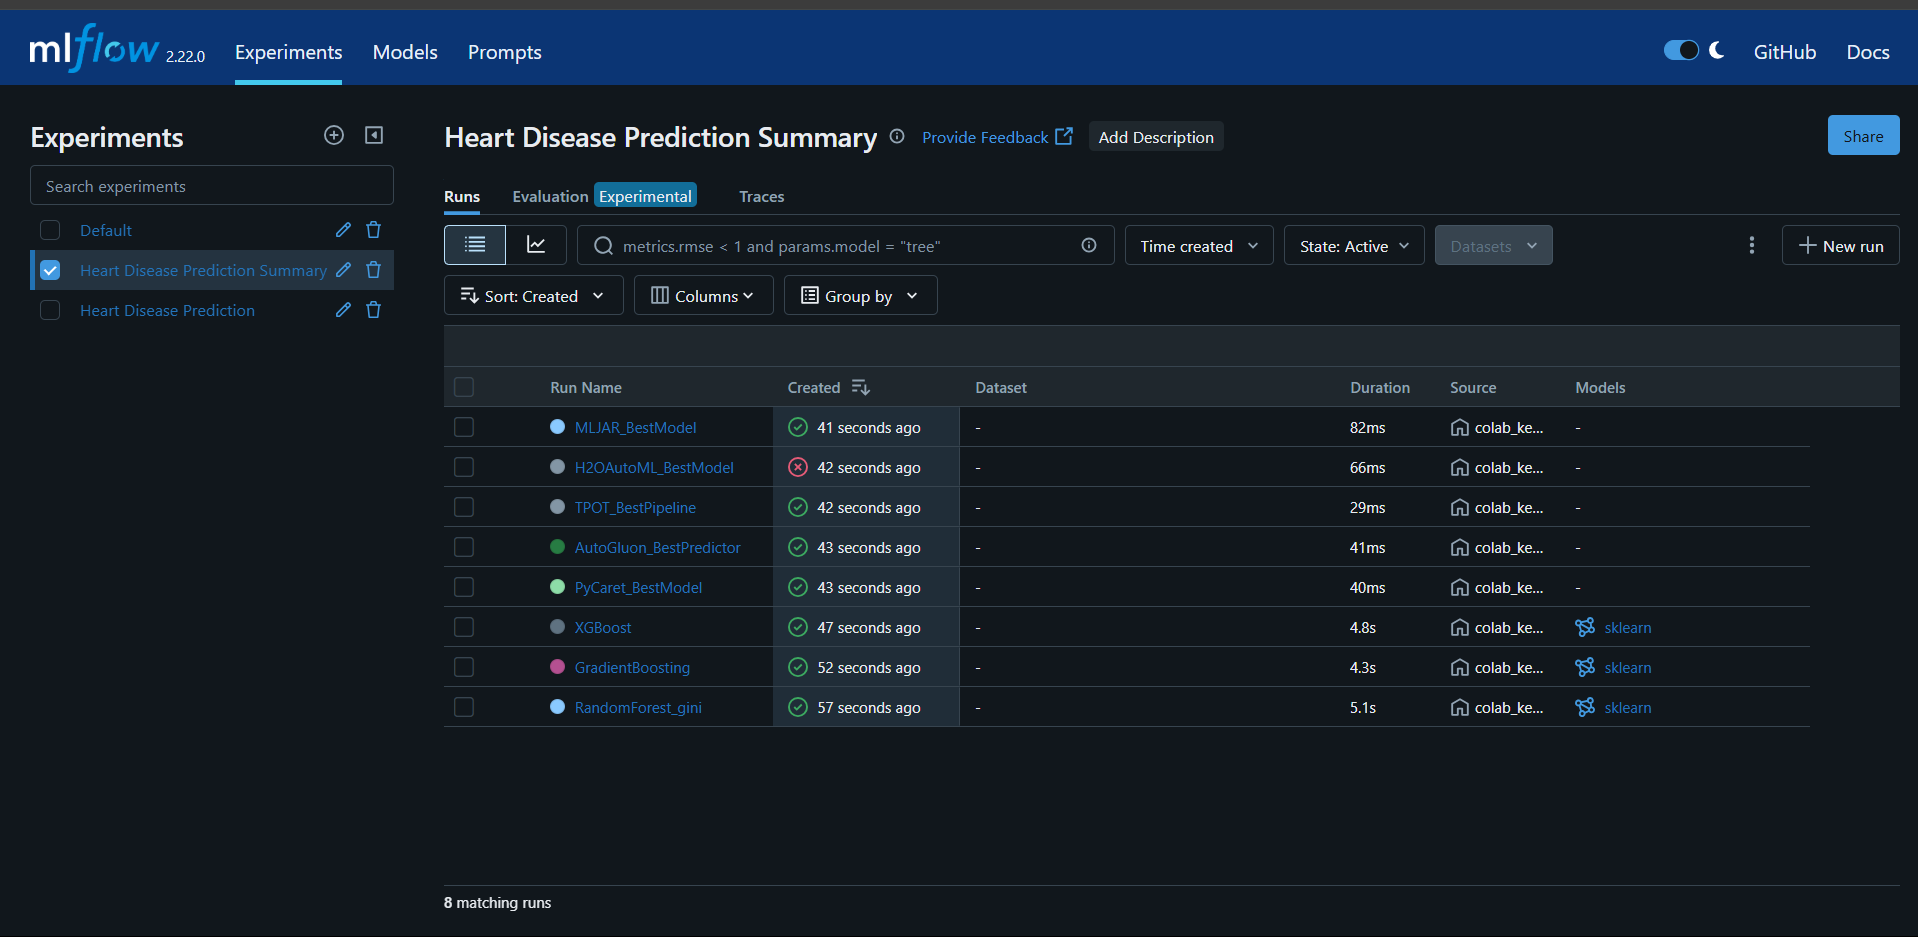 mlflow 2.22.0 Experiments Models Prompts GitHub Docs
Experiments
Search experiments
Default
Heart Disease Prediction Summary
Heart Disease Prediction
Heart Disease Prediction Summary Provide Feedback Add Description Share
Runs Evaluation Experimental Traces
metrics.rmse < 1 and params.model = "tree" Time created State: Active Datasets New run
Sort: Created Columns Group by
Run Name Created Dataset Duration Source Models
MLJAR_BestModel 41 seconds ago - 82ms colab_ke... -
H2OAutoML_BestModel 42 seconds ago - 66ms colab_ke... -
TPOT_BestPipeline 42 seconds ago - 29ms colab_ke... -
AutoGluon_BestPredictor 43 seconds ago - 41ms colab_ke... -
PyCaret_BestModel 43 seconds ago - 40ms colab_ke... -
XGBoost 47 seconds ago - 4.8s colab_ke... sklearn
GradientBoosting 52 seconds ago - 4.3s colab_ke... sklearn
RandomForest_gini 57 seconds ago - 5.1s colab_ke... sklearn
8 matching runs